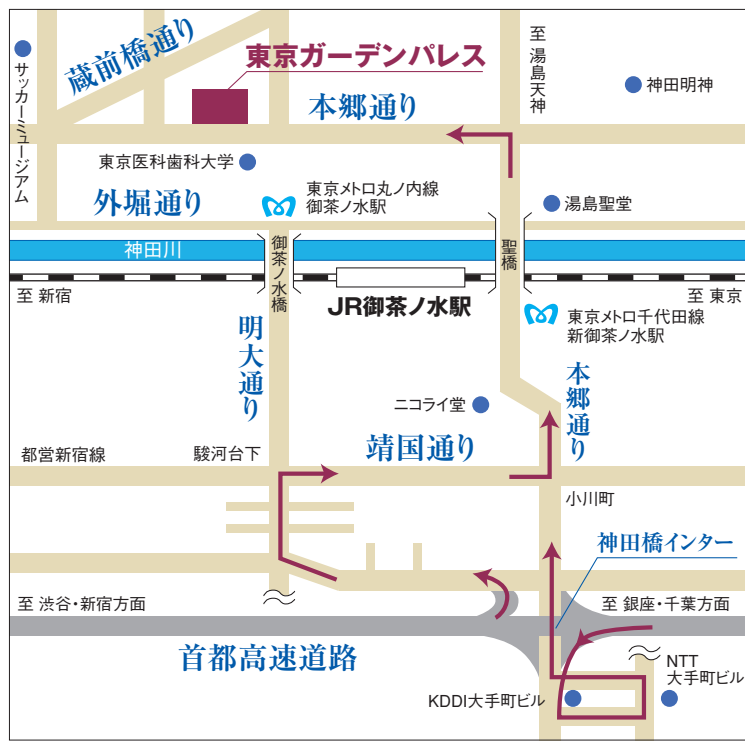 サッカーミュージアム
蔵前橋通り
東京ガーデンパレス
至 湯島天神
神田明神
本郷通り
東京医科歯科大学
外堀通り
東京メトロ丸ノ内線
御茶ノ水駅
湯島聖堂
神田川
御茶ノ水橋
聖橋
至 新宿
JR御茶ノ水駅
至 東京
東京メトロ千代田線
新御茶ノ水駅
明大通り
本郷通り
ニコライ堂
都営新宿線
駿河台下
靖国通り
小川町
神田橋インター
至 渋谷・新宿方面
至 銀座・千葉方面
首都高速道路
NTT
大手町ビル
KDDI大手町ビル